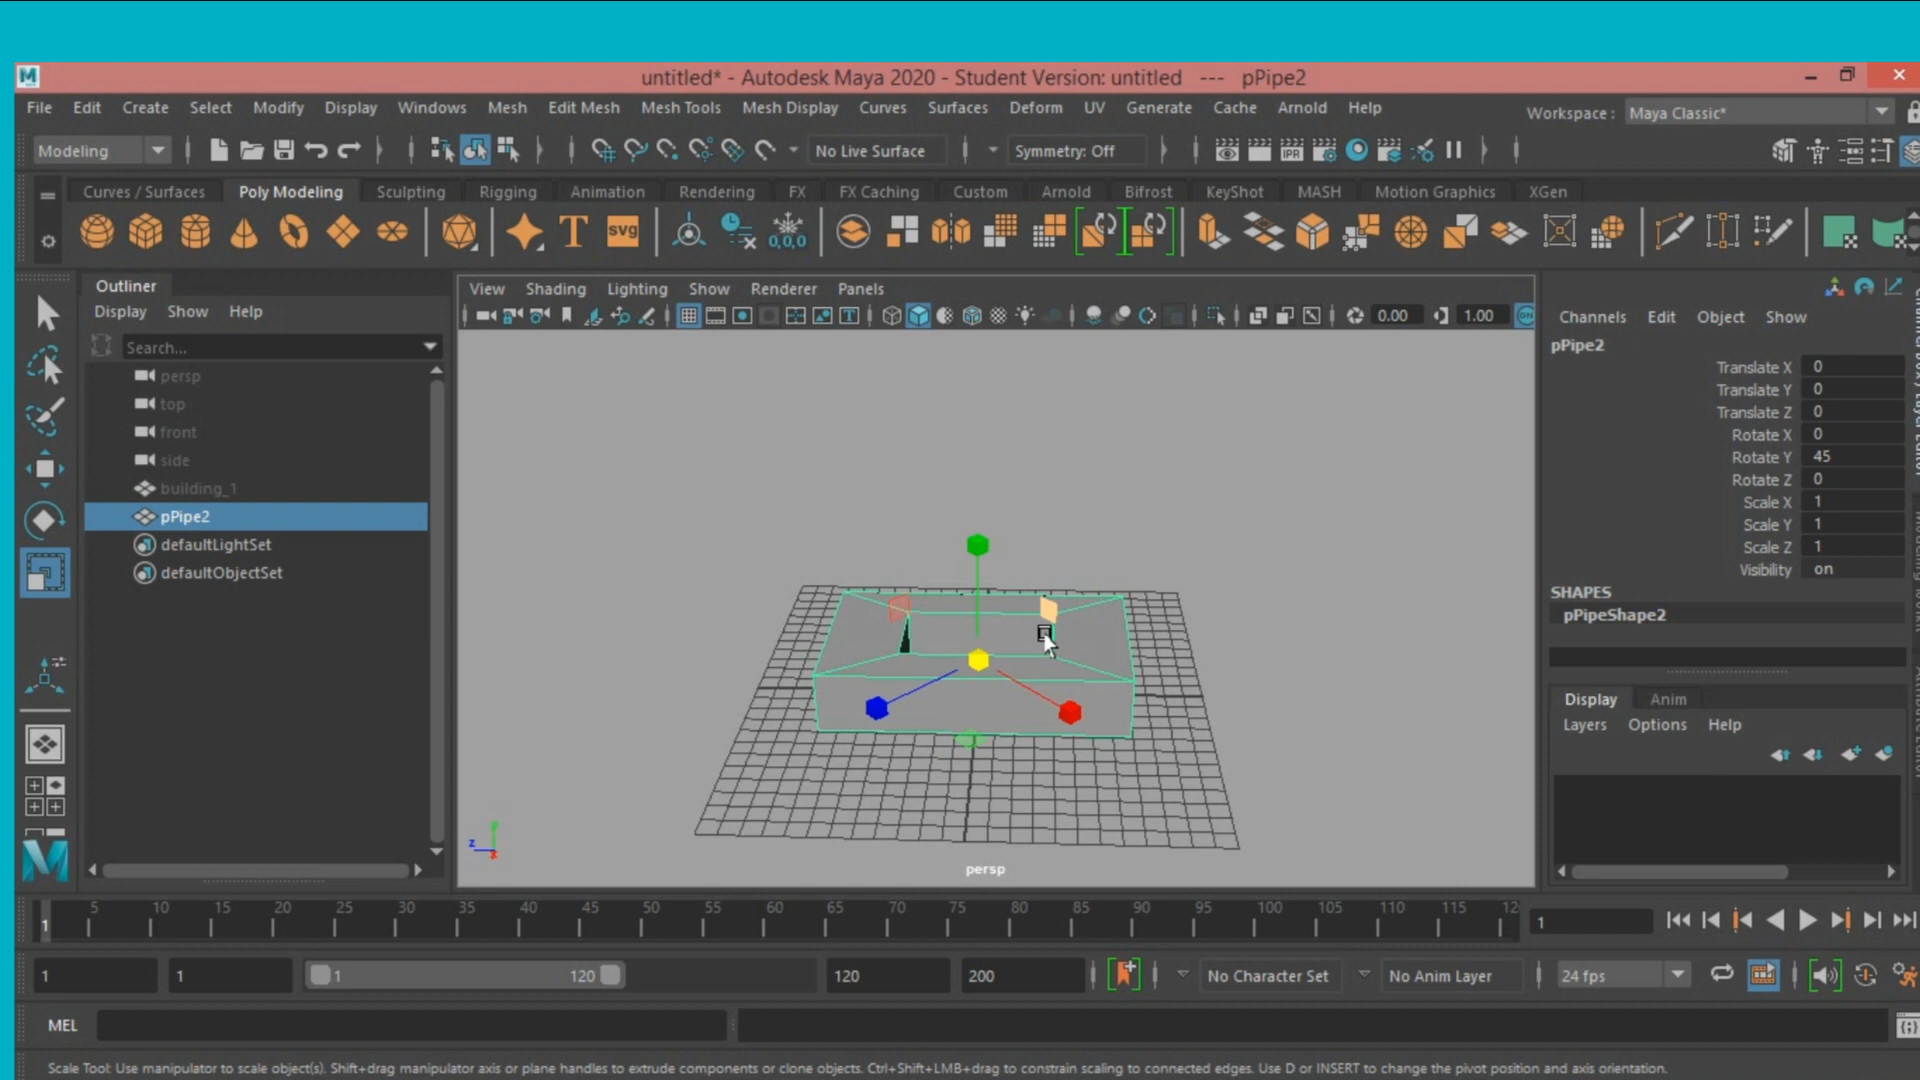 untitled* - Autodesk Maya 2020 - Student Version: untitled --- pPipe2
File Edit Create Select Modify Display Windows Mesh Edit Mesh Mesh Tools Mesh Display Curves Surfaces Deform UV Generate Cache Arnold Help
Workspace : Maya Classic*
Modeling No Live Surface Symmetry: Off IPR
Curves / Surfaces Poly Modeling Sculpting Rigging Animation Rendering FX FX Caching Custom Arnold Bifrost KeyShot MASH Motion Graphics XGen
T svg 0,0,0
Outliner
Display Show Help
Search...
persp
top
front
side
building_1
pPipe2
defaultLightSet
defaultObjectSet
View Shading Lighting Show Renderer Panels
0.00 1.00 ON
persp
y
z
x
Channels Edit Object Show
pPipe2
Translate X 0
Translate Y 0
Translate Z 0
Rotate X 0
Rotate Y 45
Rotate Z 0
Scale X 1
Scale Y 1
Scale Z 1
Visibility on
SHAPES
pPipeShape2
Display Anim
Layers Options Help
1 5 10 15 20 25 30 35 40 45 50 55 60 65 70 75 80 85 90 95 100 105 110 115 12
1
1 1 1 120 120 200 No Character Set No Anim Layer 24 fps
MEL
Scale Tool: Use manipulator to scale object(s). Shift+drag manipulator axis or plane handles to extrude components or clone objects. Ctrl+Shift+LMB+drag to constrain scaling to connected edges. Use D or INSERT to change the pivot position and axis orientation.